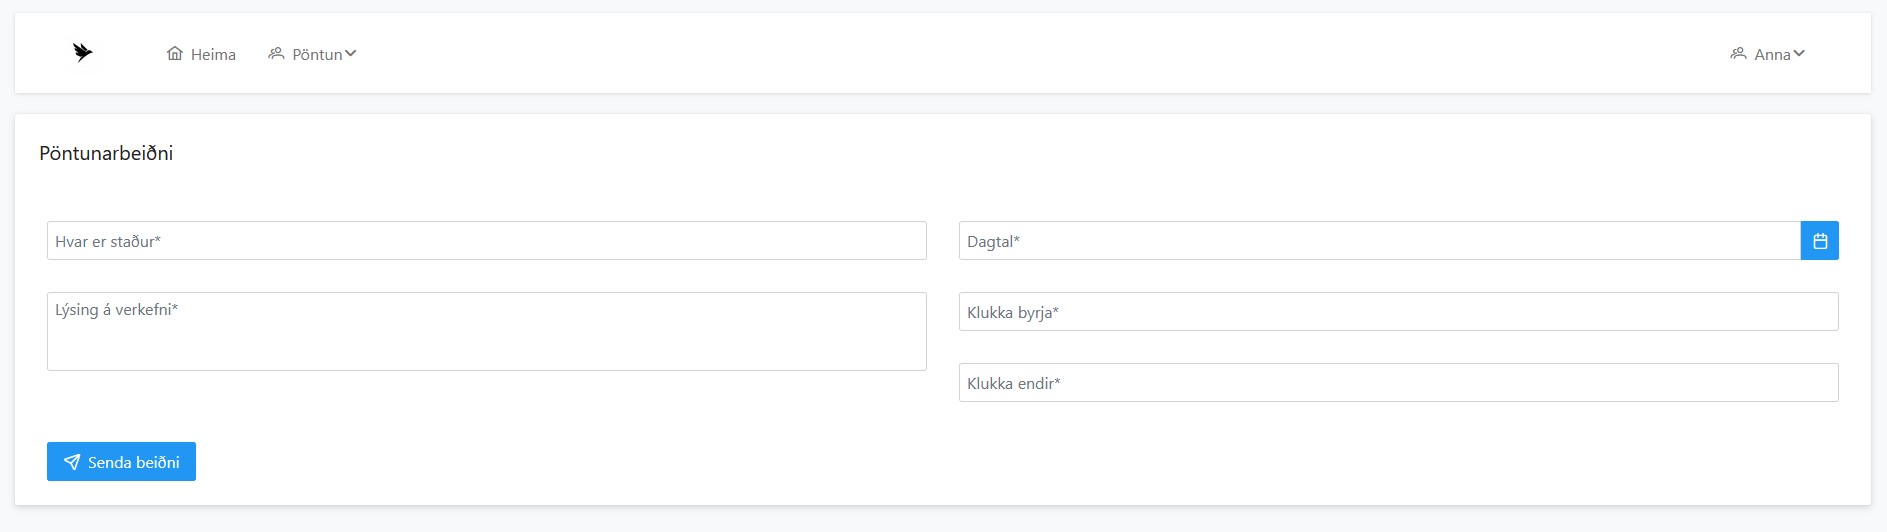 Heima
Pöntun
Anna
Pöntunarbeiðni
Hvar er staður*
Dagtal*
Lýsing á verkefni*
Klukka byrja*
Klukka endir*
Senda beiðni